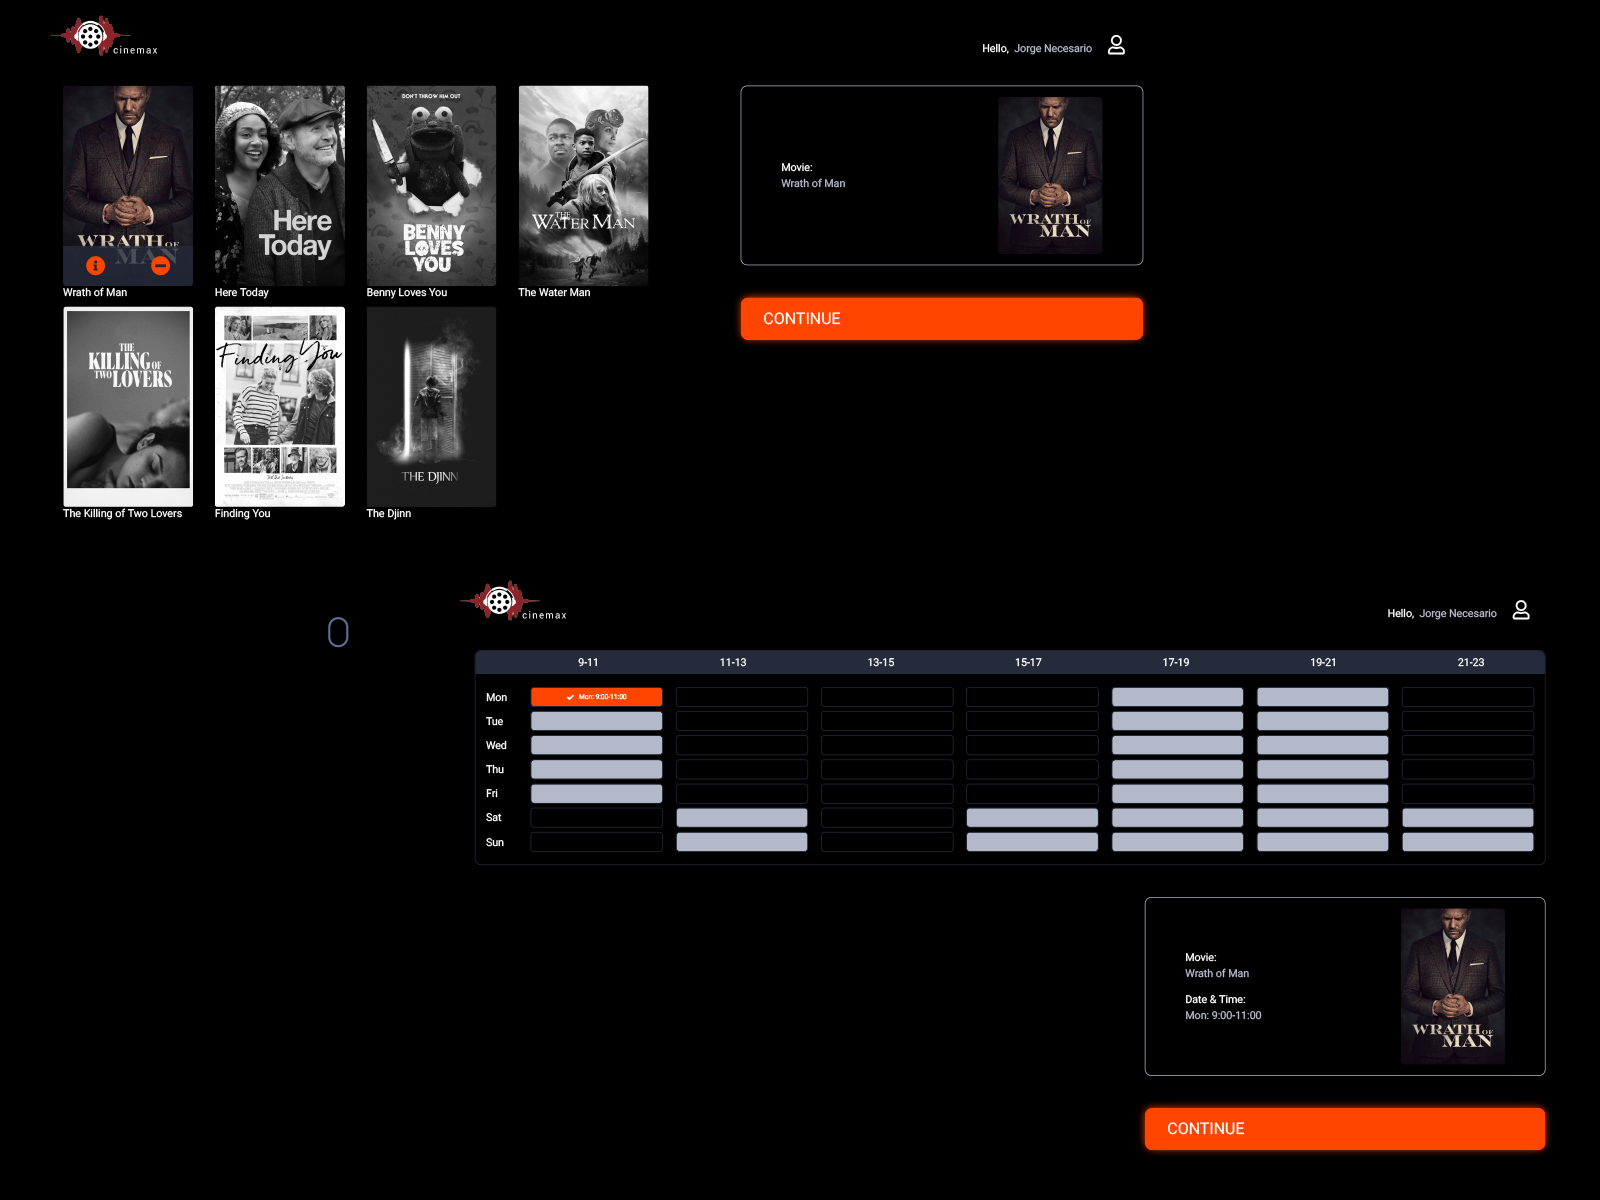 cinemax
Hello, Jorge Necesario
WRATH OF
MAN
Wrath of Man
Here
Today
Here Today
DON'T THROW HIM OUT
BENNY
LOVES
YOU
Benny Loves You
THE
WATER MAN
The Water Man
THE
KILLING OF
TWO LOVERS
The Killing of Two Lovers
Finding You
Finding You
THE DJINN
The Djinn
Movie:
Wrath of Man
WRATH OF
MAN
CONTINUE
cinemax
Hello, Jorge Necesario
9-11 11-13 13-15 15-17 17-19 19-21 21-23
Mon Mon: 9:00-11:00
Tue
Wed
Thu
Fri
Sat
Sun
Movie:
Wrath of Man
Date & Time:
Mon: 9:00-11:00
WRATH OF
MAN
CONTINUE